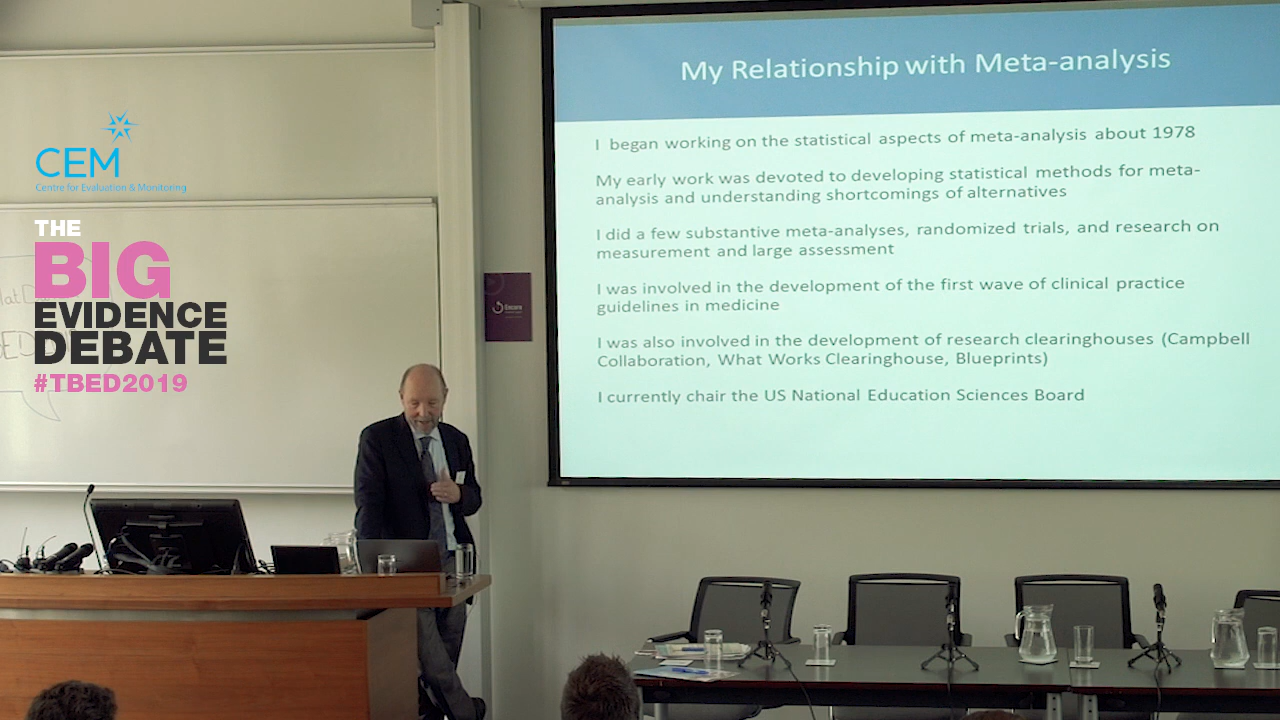 CEM
Centre for Evaluation & Monitoring
THE
BIG
EVIDENCE
DEBATE
#TBED2019
My Relationship with Meta-analysis
I began working on the statistical aspects of meta-analysis about 1978
My early work was devoted to developing statistical methods for meta-
analysis and understanding shortcomings of alternatives
I did a few substantive meta-analyses, randomized trials, and research on
measurement and large assessment
I was involved in the development of the first wave of clinical practice
guidelines in medicine
I was also involved in the development of research clearinghouses (Campbell
Collaboration, What Works Clearinghouse, Blueprints)
I currently chair the US National Education Sciences Board